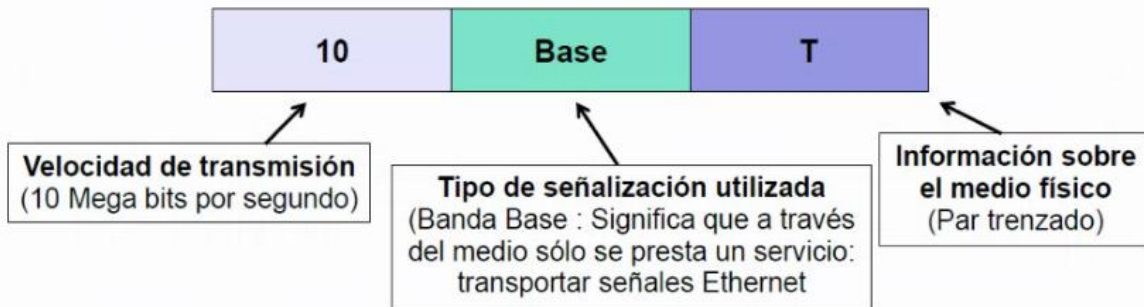 10
Base
T
Velocidad de transmisión
(10 Mega bits por segundo)
Tipo de señalización utilizada
(Banda Base : Significa que a través
del medio sólo se presta un servicio:
transportar señales Ethernet
Información sobre
el medio físico
(Par trenzado)